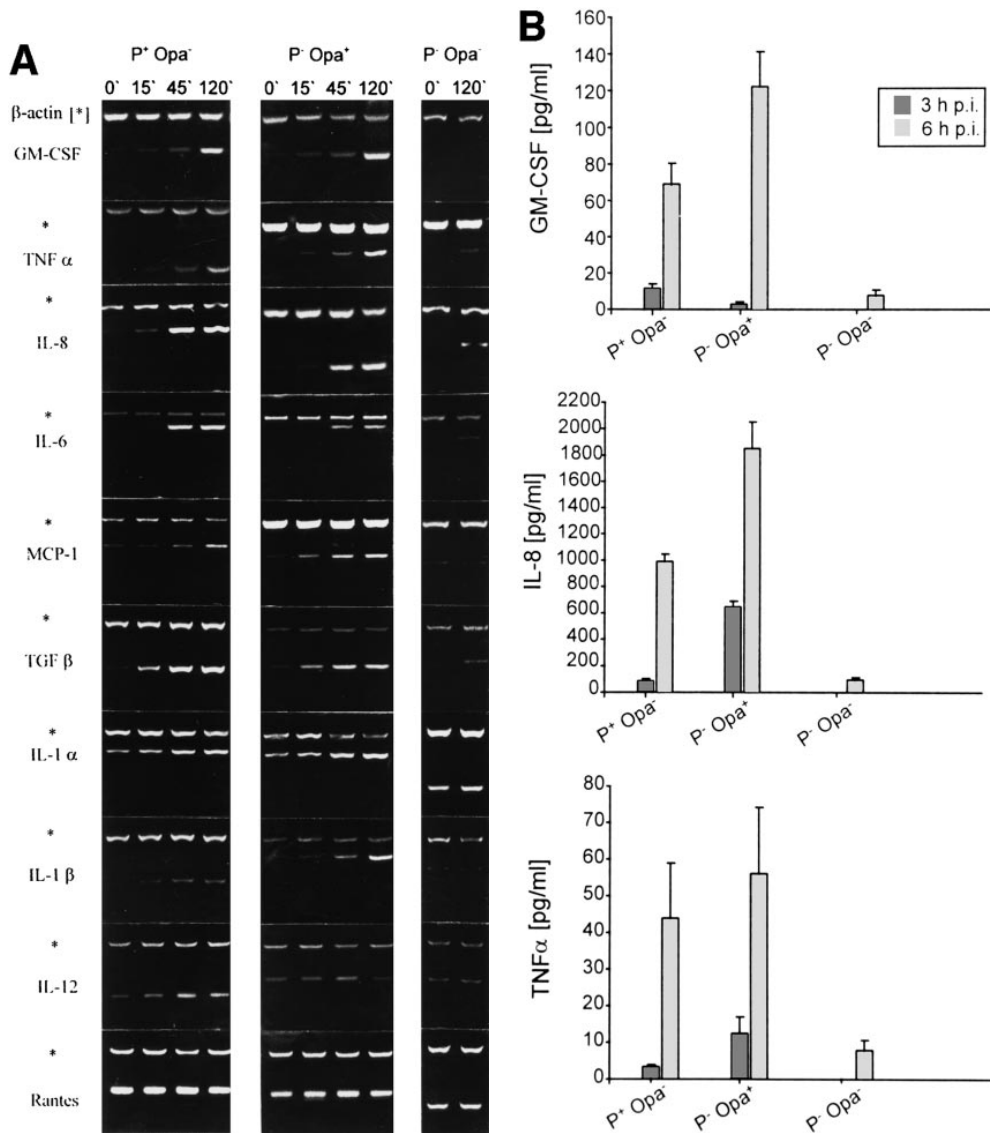 A
P⁺ Opa⁻ P⁻ Opa⁺ P⁻ Opa⁻
0` 15` 45` 120` 0` 15` 45` 120` 0` 120`
β-actin [*]
GM-CSF
*
TNF α
*
IL-8
*
IL-6
*
MCP-1
*
TGF β
*
IL-1 α
*
IL-1 β
*
IL-12
*
Rantes
B
GM-CSF [pg/ml]
160
140
120
100
80
60
40
20
0
3 h p.i.
6 h p.i.
P⁺ Opa⁻ P⁻ Opa⁺ P⁻ Opa⁻
IL-8 [pg/ml]
2200
2000
1800
1600
1400
1200
1000
800
600
400
200
0
P⁺ Opa⁻ P⁻ Opa⁺ P⁻ Opa⁻
TNFα [pg/ml]
80
70
60
50
40
30
20
10
0
P⁺ Opa⁻ P⁻ Opa⁺ P⁻ Opa⁻